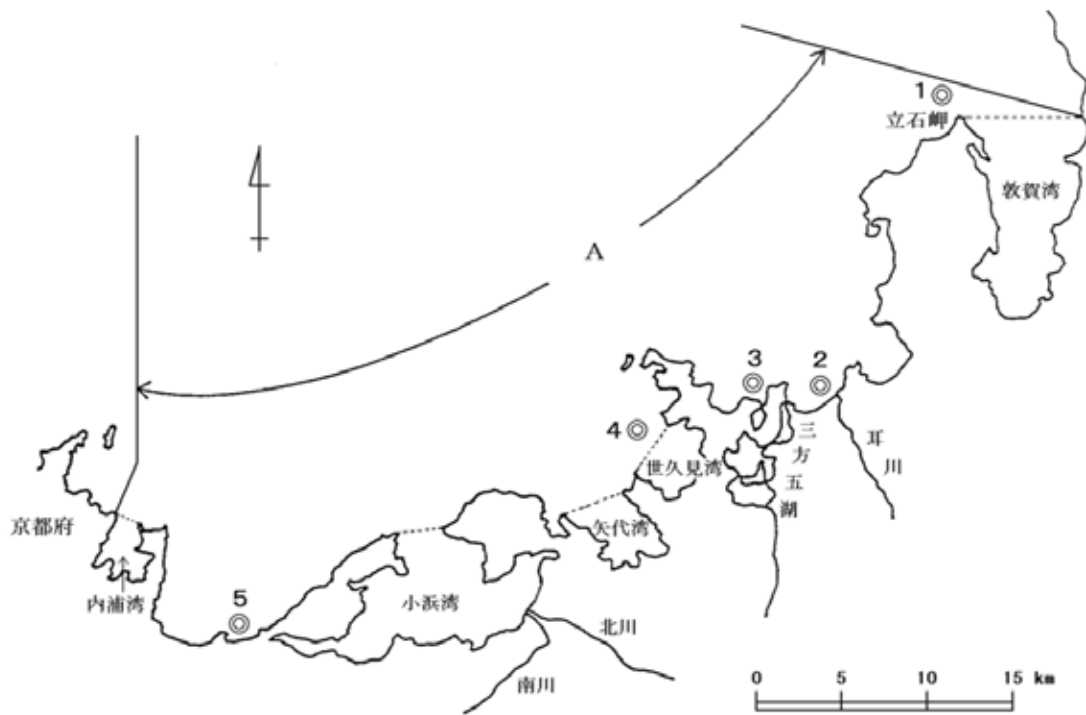 1
立石岬
敦賀湾
A
3
2
4
三方五湖
耳川
世久見湾
矢代湾
京都府
内浦湾
5
小浜湾
北川
南川
0 5 10 15 km